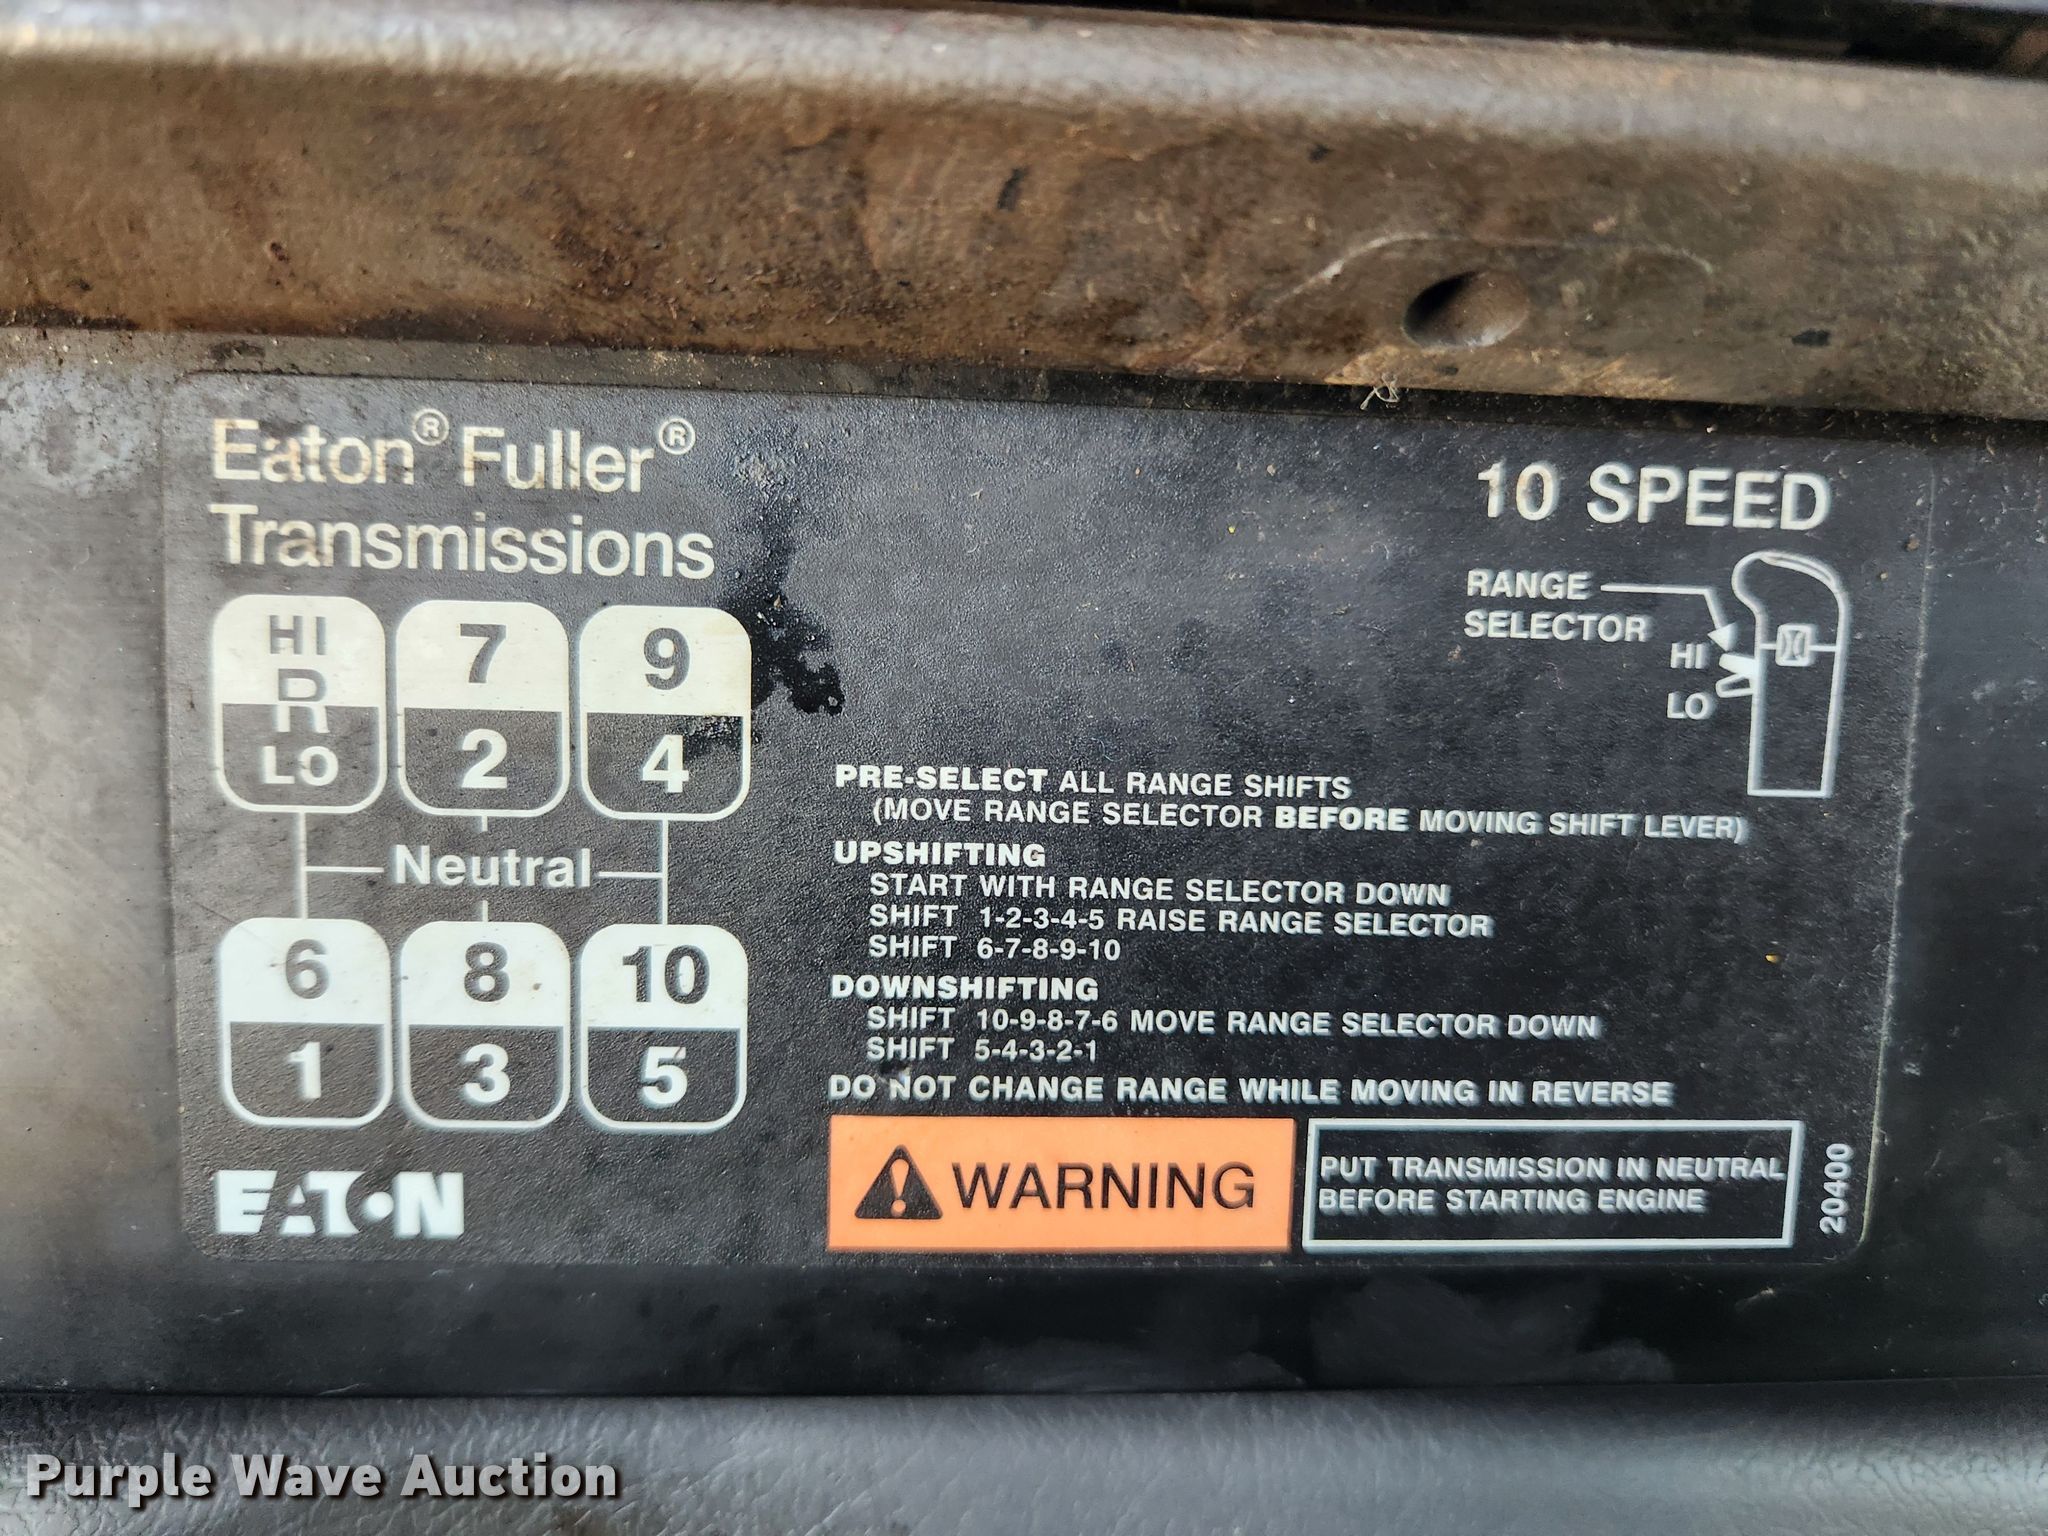 Eaton® Fuller®
Transmissions
10 SPEED
RANGE
SELECTOR
HI
LO
HI 7 9
R
LO 2 4
Neutral
6 8 10
1 3 5
PRE-SELECT ALL RANGE SHIFTS
(MOVE RANGE SELECTOR BEFORE MOVING SHIFT LEVER)
UPSHIFTING
START WITH RANGE SELECTOR DOWN
SHIFT 1-2-3-4-5 RAISE RANGE SELECTOR
SHIFT 6-7-8-9-10
DOWNSHIFTING
SHIFT 10-9-8-7-6 MOVE RANGE SELECTOR DOWN
SHIFT 5-4-3-2-1
DO NOT CHANGE RANGE WHILE MOVING IN REVERSE
EATON
WARNING
PUT TRANSMISSION IN NEUTRAL
BEFORE STARTING ENGINE
20400
Purple Wave Auction